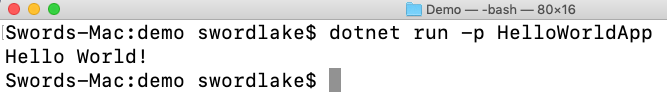 Demo — -bash — 80×16
Swords-Mac:demo swordlake$ dotnet run -p HelloWorldApp
Hello World!
Swords-Mac:demo swordlake$